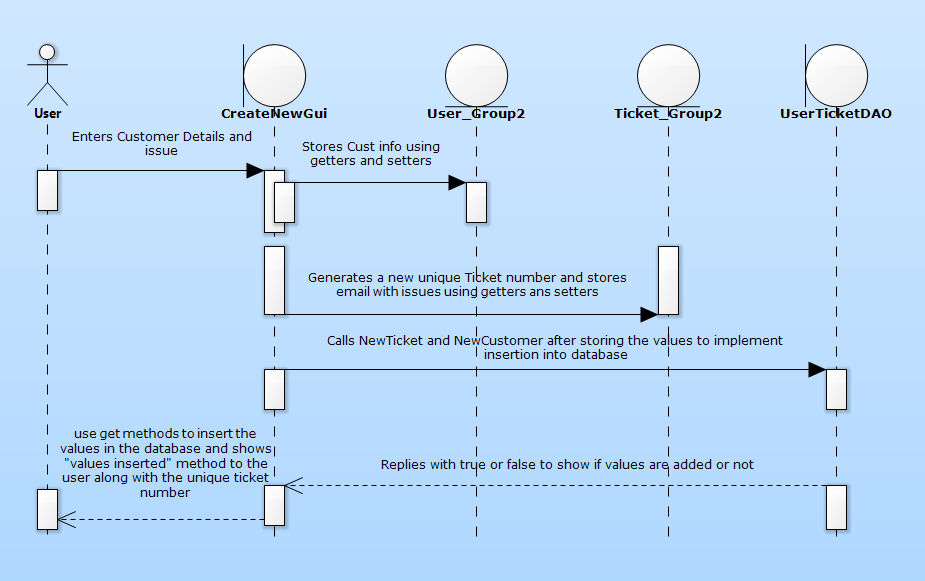 User
CreateNewGui
User_Group2
Ticket_Group2
UserTicketDAO
Enters Customer Details and
issue
Stores Cust info using
getters and setters
Generates a new unique Ticket number and stores
email with issues using getters ans setters
Calls NewTicket and NewCustomer after storing the values to implement
insertion into database
use get methods to insert the
values in the database and shows
"values inserted" method to the
user along with the unique ticket
number
Replies with true or false to show if values are added or not